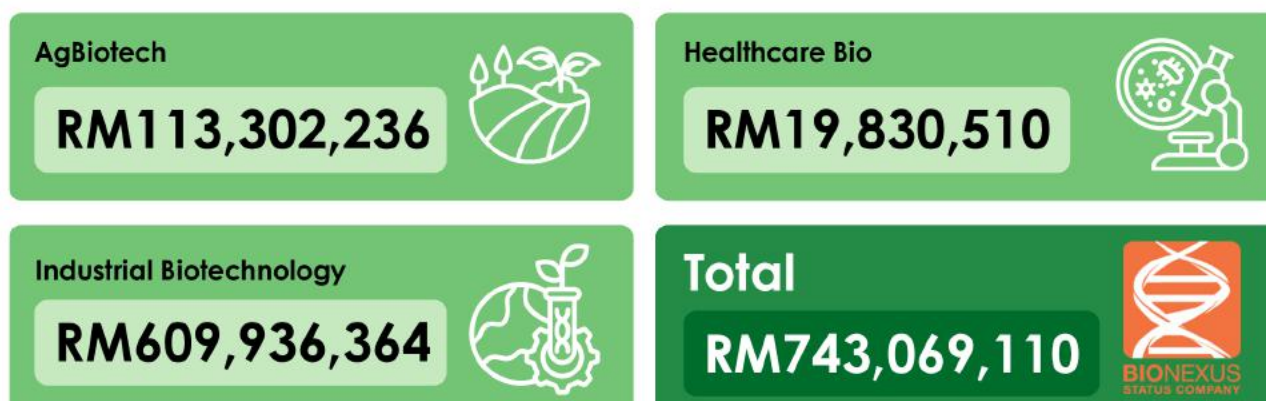 AgBiotech
RM113,302,236
Healthcare Bio
RM19,830,510
Industrial Biotechnology
RM609,936,364
Total
RM743,069,110
BIONEXUS
STATUS COMPANY